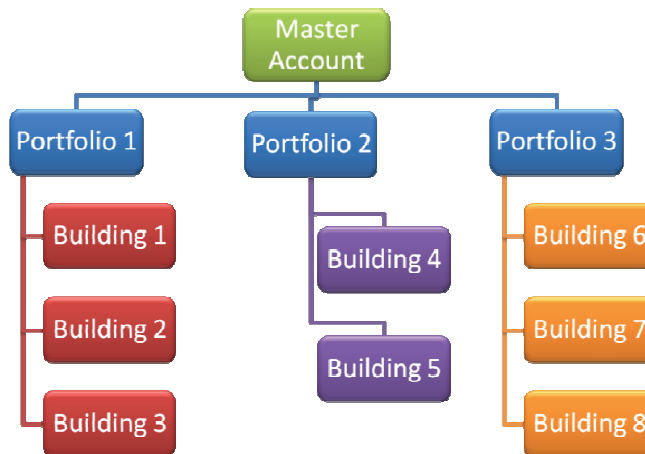 Master
Account
Portfolio 1
Portfolio 2
Portfolio 3
Building 1
Building 2
Building 3
Building 4
Building 5
Building 6
Building 7
Building 8